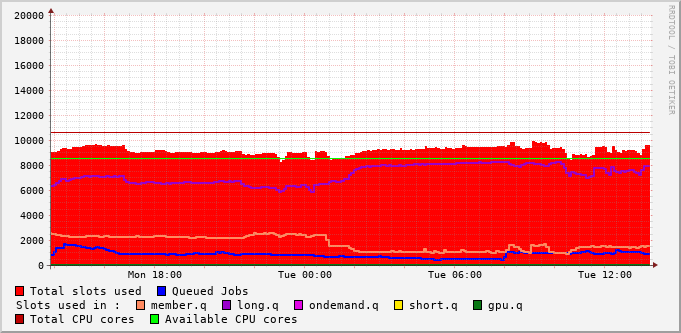 RRDTOOL / TOBI OETIKER
20000
18000
16000
14000
12000
10000
8000
6000
4000
2000
0
Mon 18:00 Tue 00:00 Tue 06:00 Tue 12:00
Total slots used Queued Jobs
Slots used in : member.q long.q ondemand.q short.q gpu.q
Total CPU cores Available CPU cores